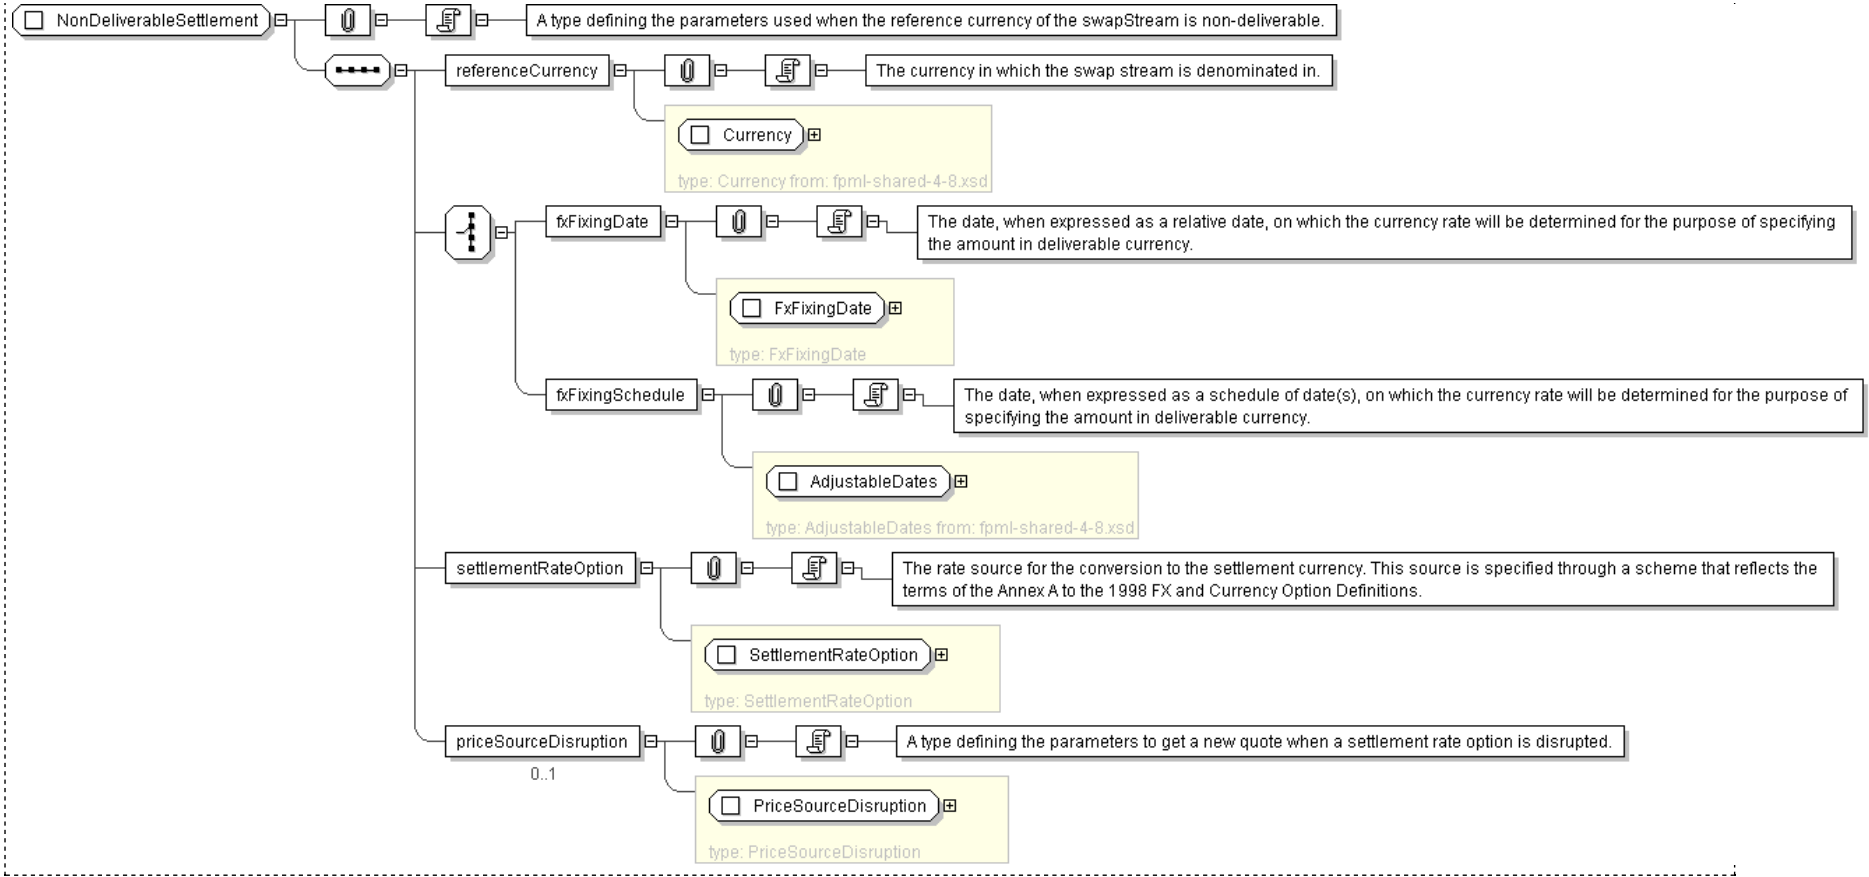 NonDeliverableSettlement
A type defining the parameters used when the reference currency of the swapStream is non-deliverable.
referenceCurrency
The currency in which the swap stream is denominated in.
Currency
type: Currency from: fpml-shared-4-8.xsd
fxFixingDate
The date, when expressed as a relative date, on which the currency rate will be determined for the purpose of specifying
the amount in deliverable currency.
FxFixingDate
type: FxFixingDate
fxFixingSchedule
The date, when expressed as a schedule of date(s), on which the currency rate will be determined for the purpose of
specifying the amount in deliverable currency.
AdjustableDates
type: AdjustableDates from: fpml-shared-4-8.xsd
settlementRateOption
The rate source for the conversion to the settlement currency. This source is specified through a scheme that reflects the
terms of the Annex A to the 1998 FX and Currency Option Definitions.
SettlementRateOption
type: SettlementRateOption
priceSourceDisruption
A type defining the parameters to get a new quote when a settlement rate option is disrupted.
0..1
PriceSourceDisruption
type: PriceSourceDisruption